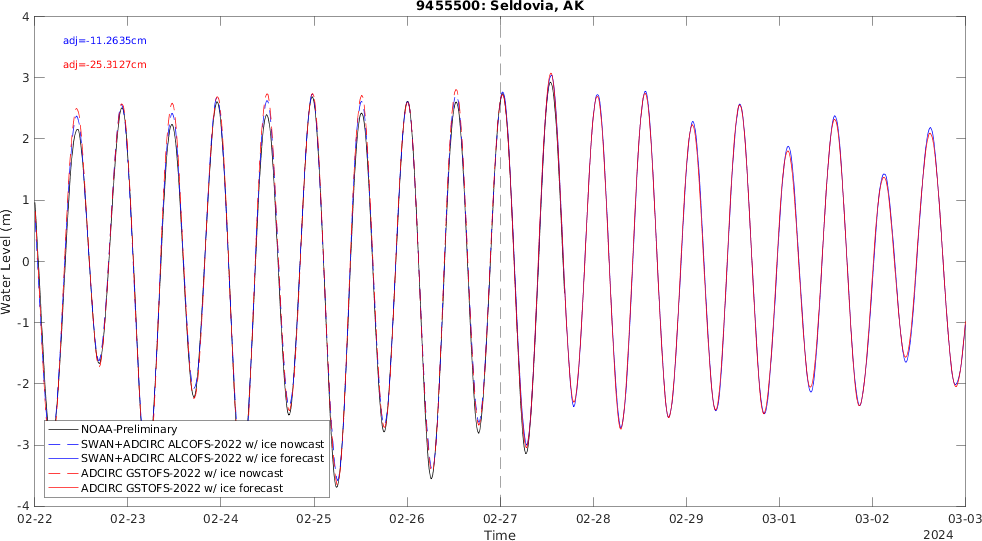 9455500: Seldovia, AK
adj=-11.2635cm
adj=-25.3127cm
Water Level (m)
4
3
2
1
0
-1
-2
-3
-4
NOAA-Preliminary
SWAN+ADCIRC ALCOFS-2022 w/ ice nowcast
SWAN+ADCIRC ALCOFS-2022 w/ ice forecast
ADCIRC GSTOFS-2022 w/ ice nowcast
ADCIRC GSTOFS-2022 w/ ice forecast
02-22 02-23 02-24 02-25 02-26 02-27 02-28 02-29 03-01 03-02 03-03
Time
2024